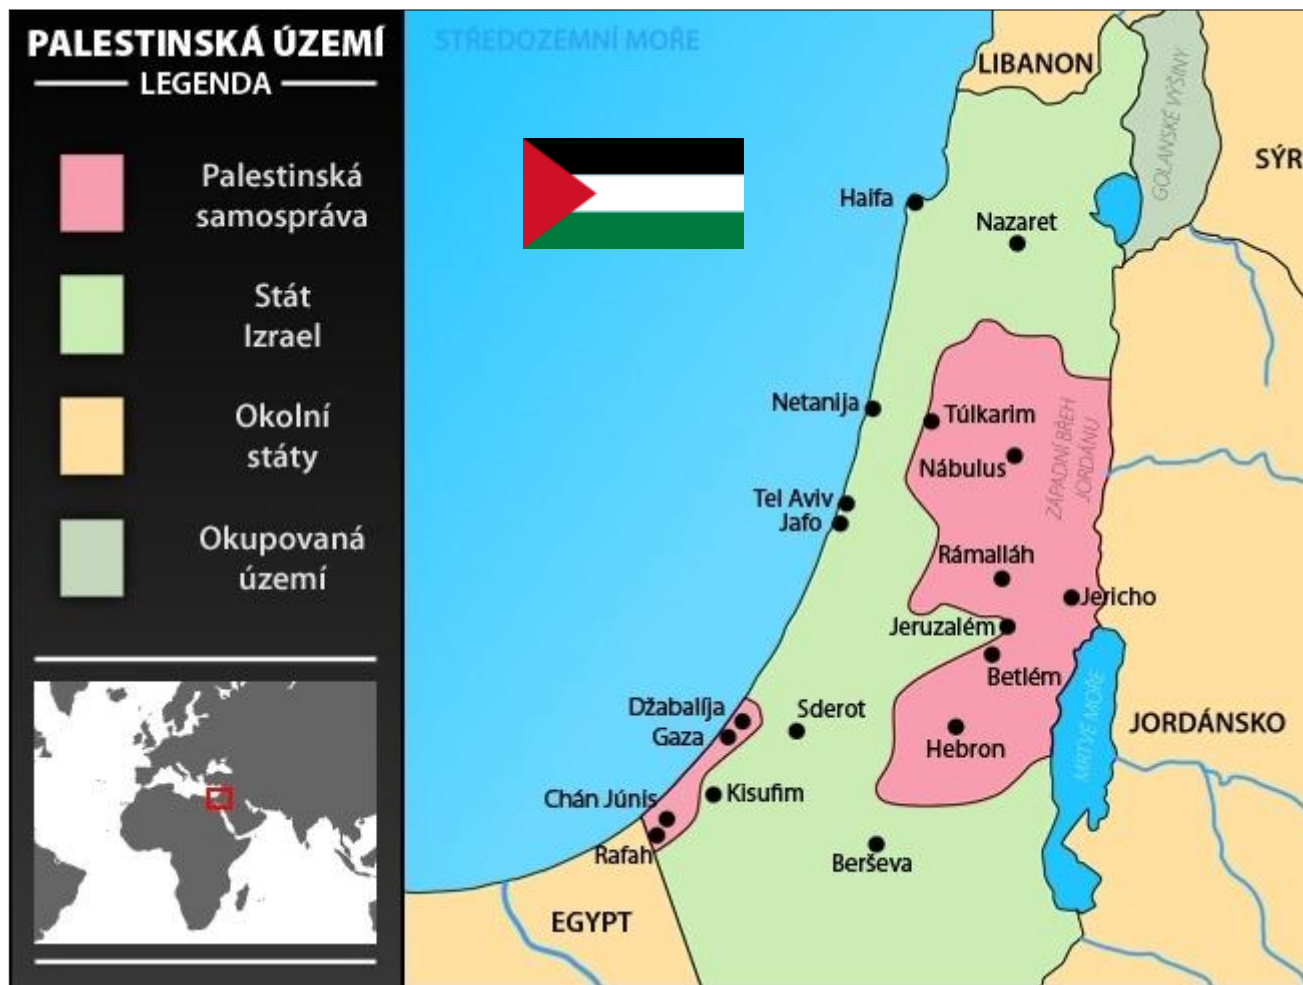 PALESTINSKÁ ÚZEMÍ
LEGENDA
Palestinská
samospráva
Stát
Izrael
Okolní
státy
Okupovaná
území
STŘEDOZEMNÍ MOŘE
LIBANON
GOLANSKÉ VÝŠINY
SÝR
Haifa
Nazaret
Netanija
Túlkarim
ZÁPADNÍ BŘEH
JORDÁNU
Nábulus
Tel Aviv
Jafo
Rámalláh
Jericho
Jeruzalém
Betlém
Džabalíja
Sderot
Gaza
Hebron
MRTVÉ MOŘE
JORDÁNSKO
Chán Júnis
Kisufim
Rafah
Berševa
EGYPT